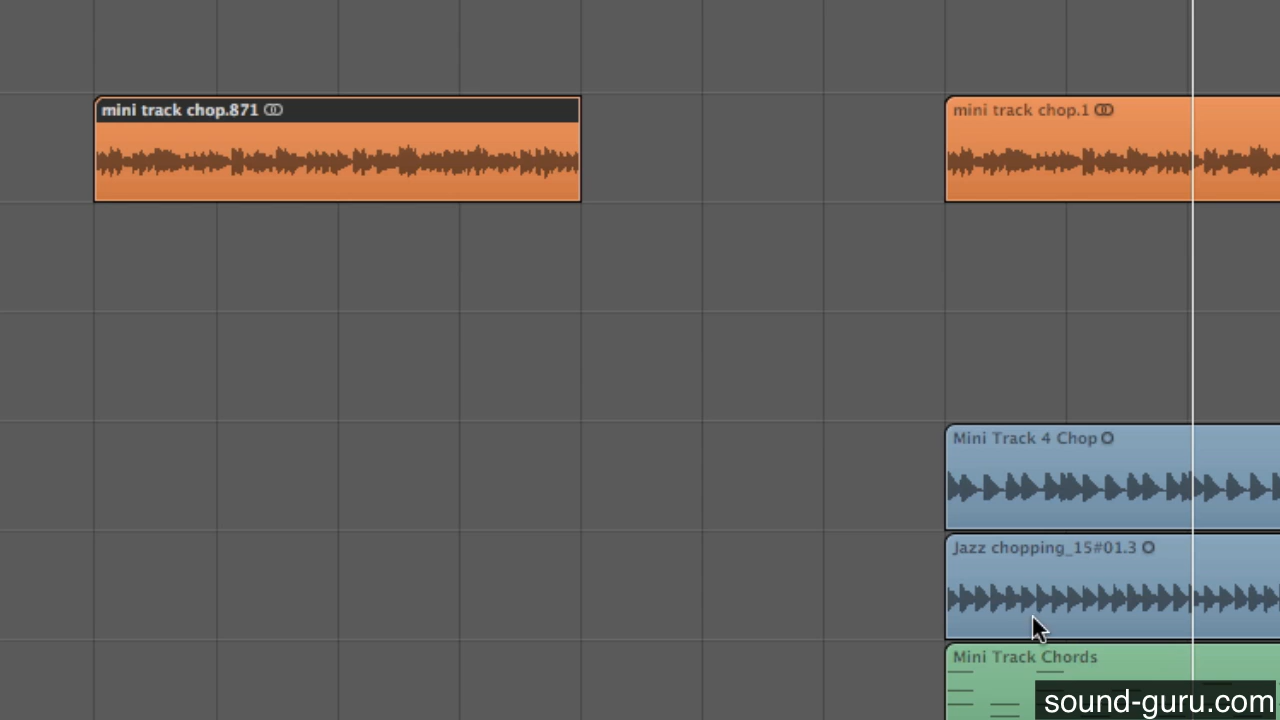 mini track chop.871
mini track chop.1
Mini Track 4 Chop
Jazz chopping_15#01.3
Mini Track Chords
sound-guru.com